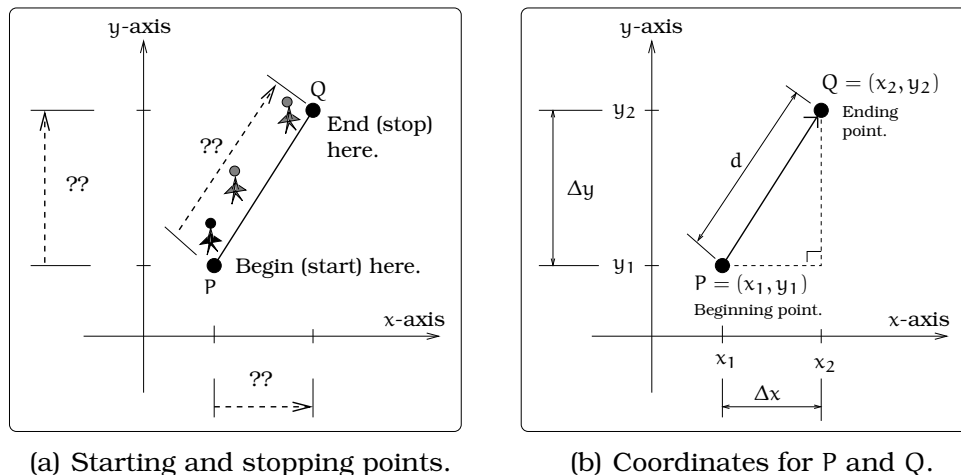 y-axis
Q
End (stop)
here.
??
??
Begin (start) here.
P
x-axis
??
(a) Starting and stopping points.
y-axis
Q = (x₂, y₂)
Ending
point.
y₂
d
Δy
y₁
P = (x₁, y₁)
Beginning point.
x-axis
x₁
x₂
Δx
(b) Coordinates for P and Q.